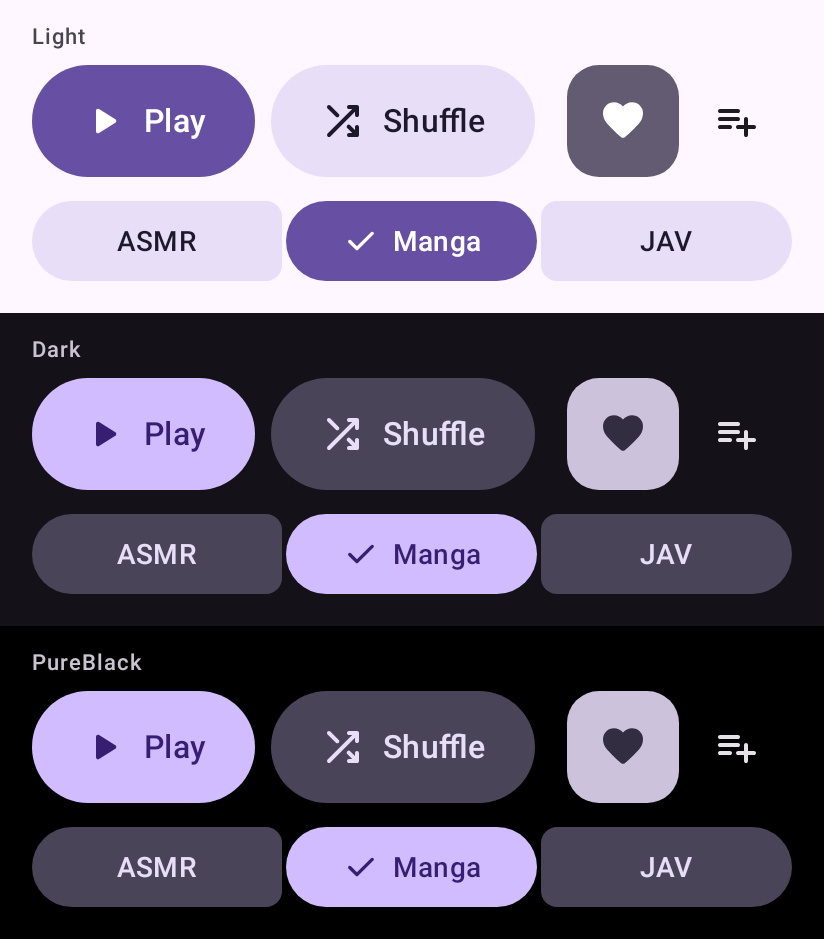 Light
Play Shuffle
ASMR Manga JAV
Dark
Play Shuffle
ASMR Manga JAV
PureBlack
Play Shuffle
ASMR Manga JAV